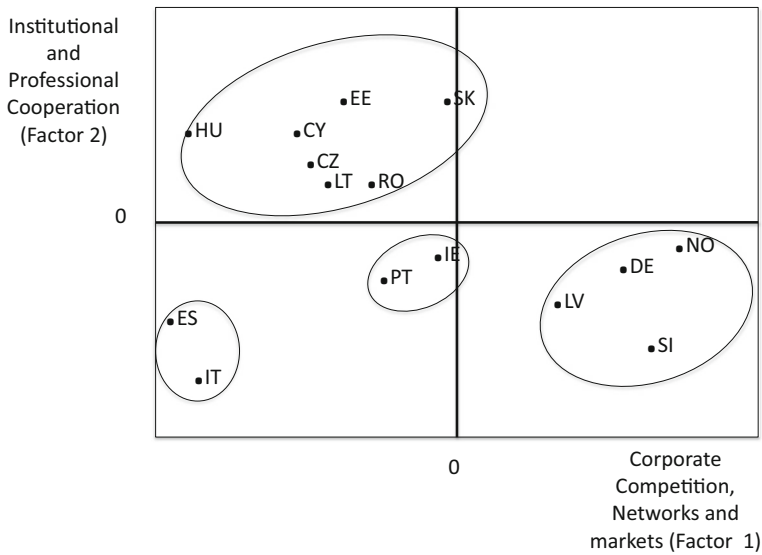 Institutional
and
Professional
Cooperation
(Factor 2)
EE
SK
HU
CY
CZ
LT
RO
0
IE
NO
DE
PT
LV
ES
SI
IT
0
Corporate
Competition,
Networks and
markets (Factor 1)